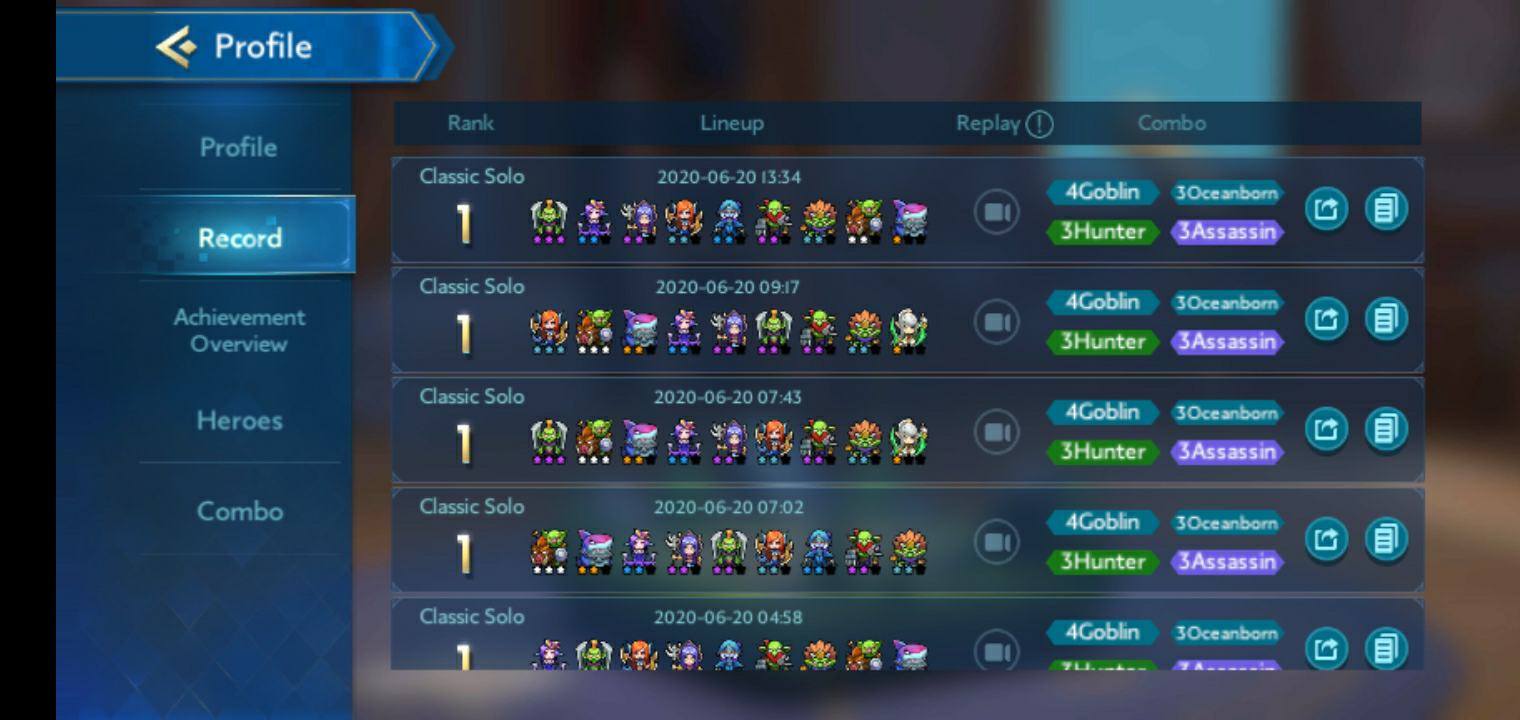 Profile
Profile
Record
Achievement
Overview
Heroes
Combo
Rank Lineup Replay Combo
Classic Solo 2020-06-20 13:34
1
4Goblin 3Oceanborn
3Hunter 3Assassin
Classic Solo 2020-06-20 09:17
1
4Goblin 3Oceanborn
3Hunter 3Assassin
Classic Solo 2020-06-20 07:43
1
4Goblin 3Oceanborn
3Hunter 3Assassin
Classic Solo 2020-06-20 07:02
1
4Goblin 3Oceanborn
3Hunter 3Assassin
Classic Solo 2020-06-20 04:58
1
4Goblin 3Oceanborn
3Hunter 3Assassin